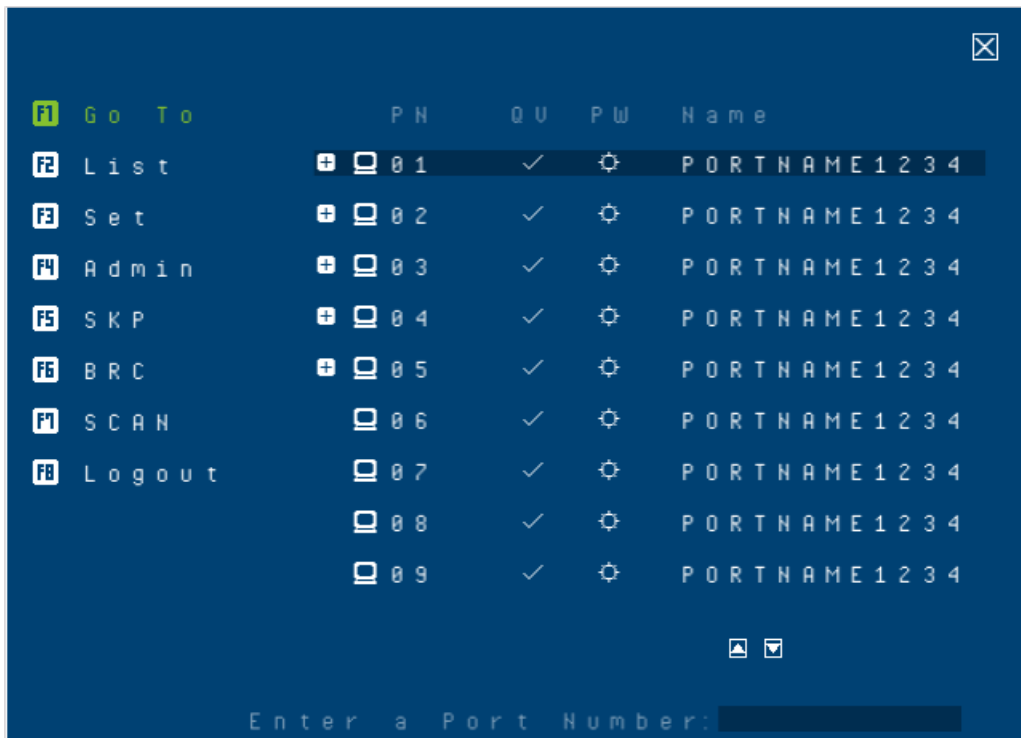 F1 Go To PN QV PW Name
F2 List 01 PORTNAME1234
F3 Set 02 PORTNAME1234
F4 Admin 03 PORTNAME1234
F5 SKP 04 PORTNAME1234
F6 BRC 05 PORTNAME1234
F7 SCAN 06 PORTNAME1234
F8 Logout 07 PORTNAME1234
08 PORTNAME1234
09 PORTNAME1234
Enter a Port Number: